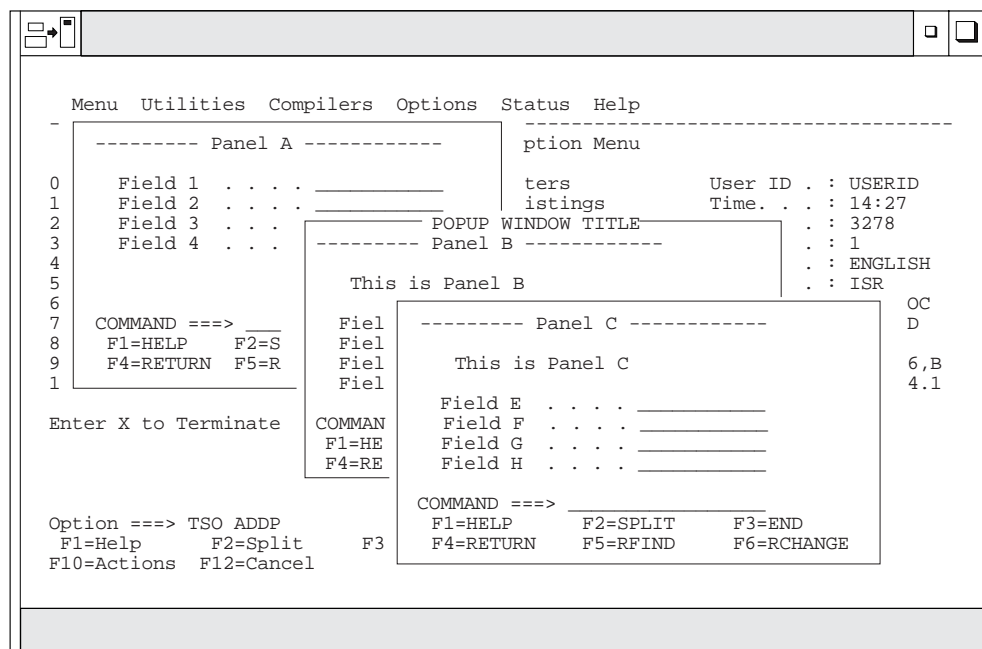 Menu Utilities Compilers Options Status Help
- -------------------------------------
--------- Panel A ------------ ption Menu
0 Field 1 . . . . ___________ ters User ID . : USERID
1 Field 2 . . . . ___________ istings Time. . . : 14:27
2 Field 3 . . . POPUP WINDOW TITLE . : 3278
3 Field 4 . . . --------- Panel B ------------ . : 1
4 . : ENGLISH
5 This is Panel B . : ISR
6 OC
7 COMMAND ===> ___ Fiel --------- Panel C ------------ D
8 F1=HELP F2=S Fiel
9 F4=RETURN F5=R Fiel This is Panel C 6,B
1 Fiel 4.1
Field E . . . . ___________
Enter X to Terminate COMMAN Field F . . . . ___________
F1=HE Field G . . . . ___________
F4=RE Field H . . . . ___________
COMMAND ===> _________________
Option ===> TSO ADDP F1=HELP F2=SPLIT F3=END
F1=Help F2=Split F3 F4=RETURN F5=RFIND F6=RCHANGE
F10=Actions F12=Cancel